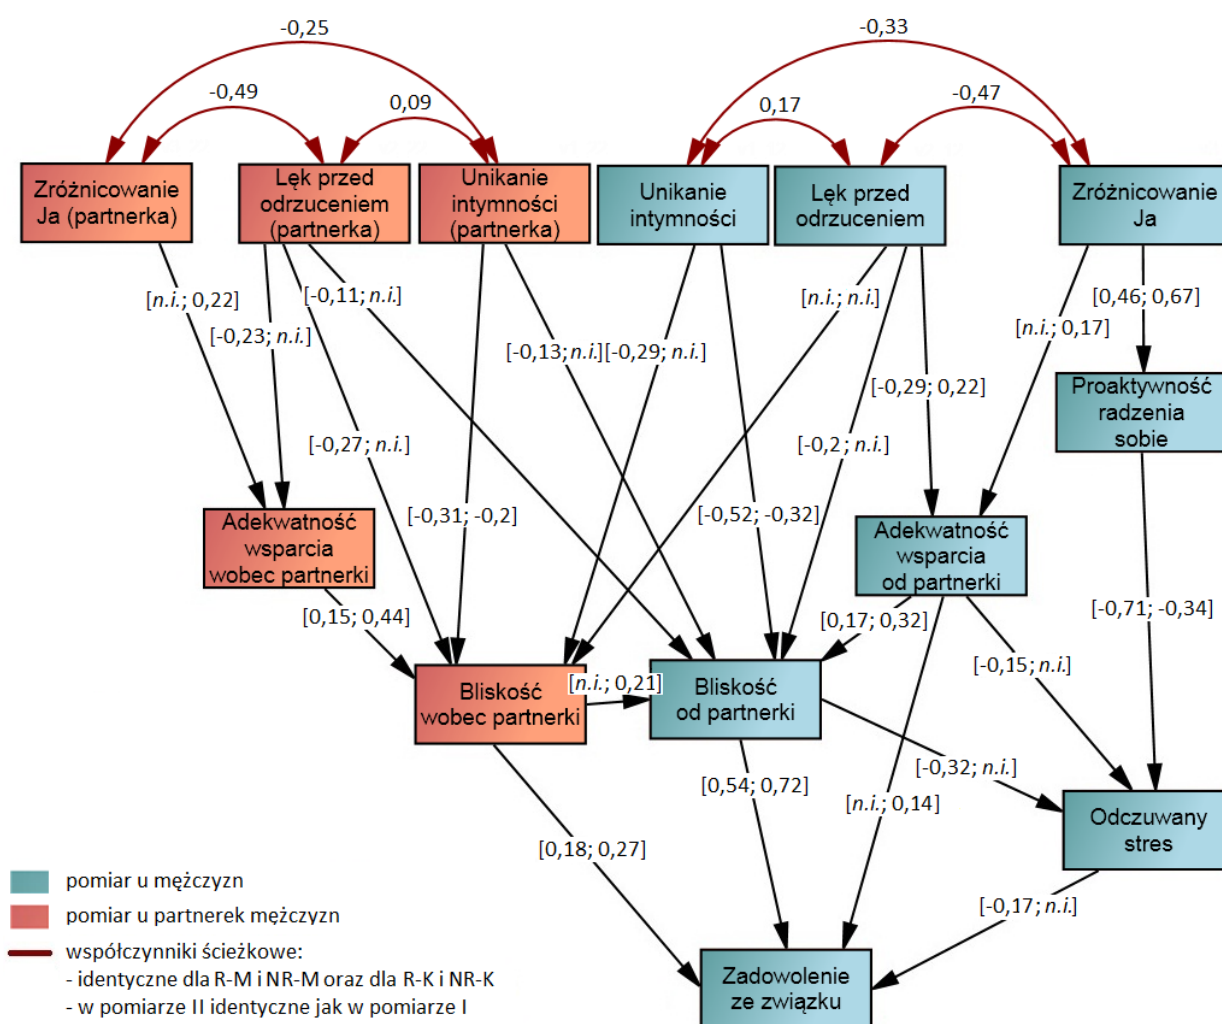 -0,25
-0,33
-0,49
0,09
0,17
-0,47
Zróżnicowanie
Ja (partnerka)
Lęk przed
odrzuceniem
(partnerka)
Unikanie
intymności
(partnerka)
Unikanie
intymności
Lęk przed
odrzuceniem
Zróżnicowanie
Ja
[n.i.; 0,22]
[-0,11; n.i.]
[n.i.; n.i.]
[0,46; 0,67]
[-0,23; n.i.]
[-0,13; n.i.]
[-0,29; n.i.]
[n.i.; 0,17]
[-0,29; 0,22]
Proaktywność
radzenia
sobie
[-0,27; n.i.]
[-0,2; n.i.]
[-0,31; -0,2]
[-0,52; -0,32]
Adekwatność
wsparcia
wobec partnerki
Adekwatność
wsparcia
od partnerki
[0,15; 0,44]
[0,17; 0,32]
[-0,71; -0,34]
[-0,15; n.i.]
Bliskość
wobec partnerki
[n.i.; 0,21]
Bliskość
od partnerki
[-0,32; n.i.]
[0,54; 0,72]
[n.i.; 0,14]
Odczuwany
stres
[0,18; 0,27]
[-0,17; n.i.]
Zadowolenie
ze związku
pomiar u mężczyzn
pomiar u partnerek mężczyzn
współczynniki ścieżkowe:
- identyczne dla R-M i NR-M oraz dla R-K i NR-K
- w pomiarze II identyczne jak w pomiarze I